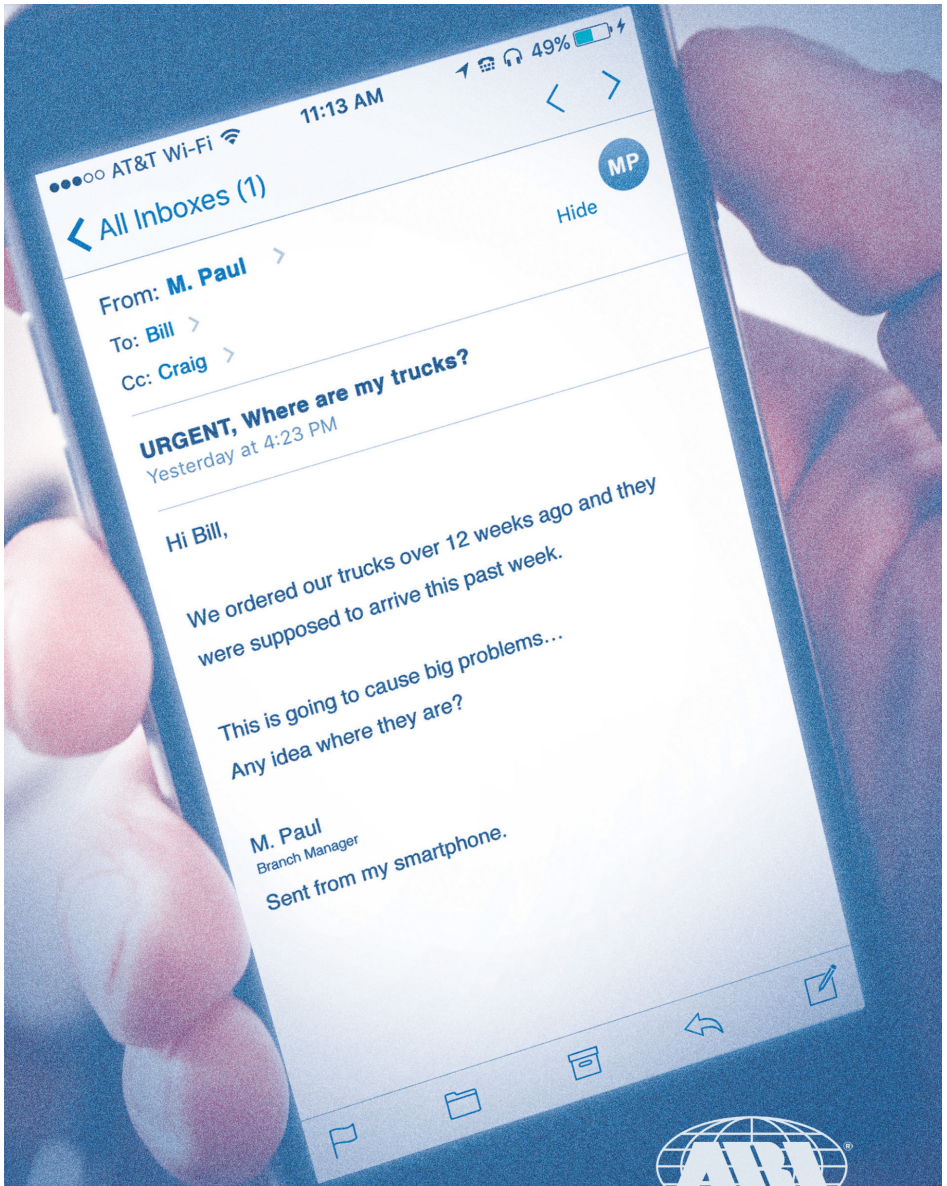 AT&T Wi-Fi 11:13 AM 49%
All Inboxes (1)
MP
From: M. Paul
Hide
To: Bill
Cc: Craig
URGENT, Where are my trucks?
Yesterday at 4:23 PM
Hi Bill,
We ordered our trucks over 12 weeks ago and they
were supposed to arrive this past week.
This is going to cause big problems…
Any idea where they are?
M. Paul
Branch Manager
Sent from my smartphone.
ARI®